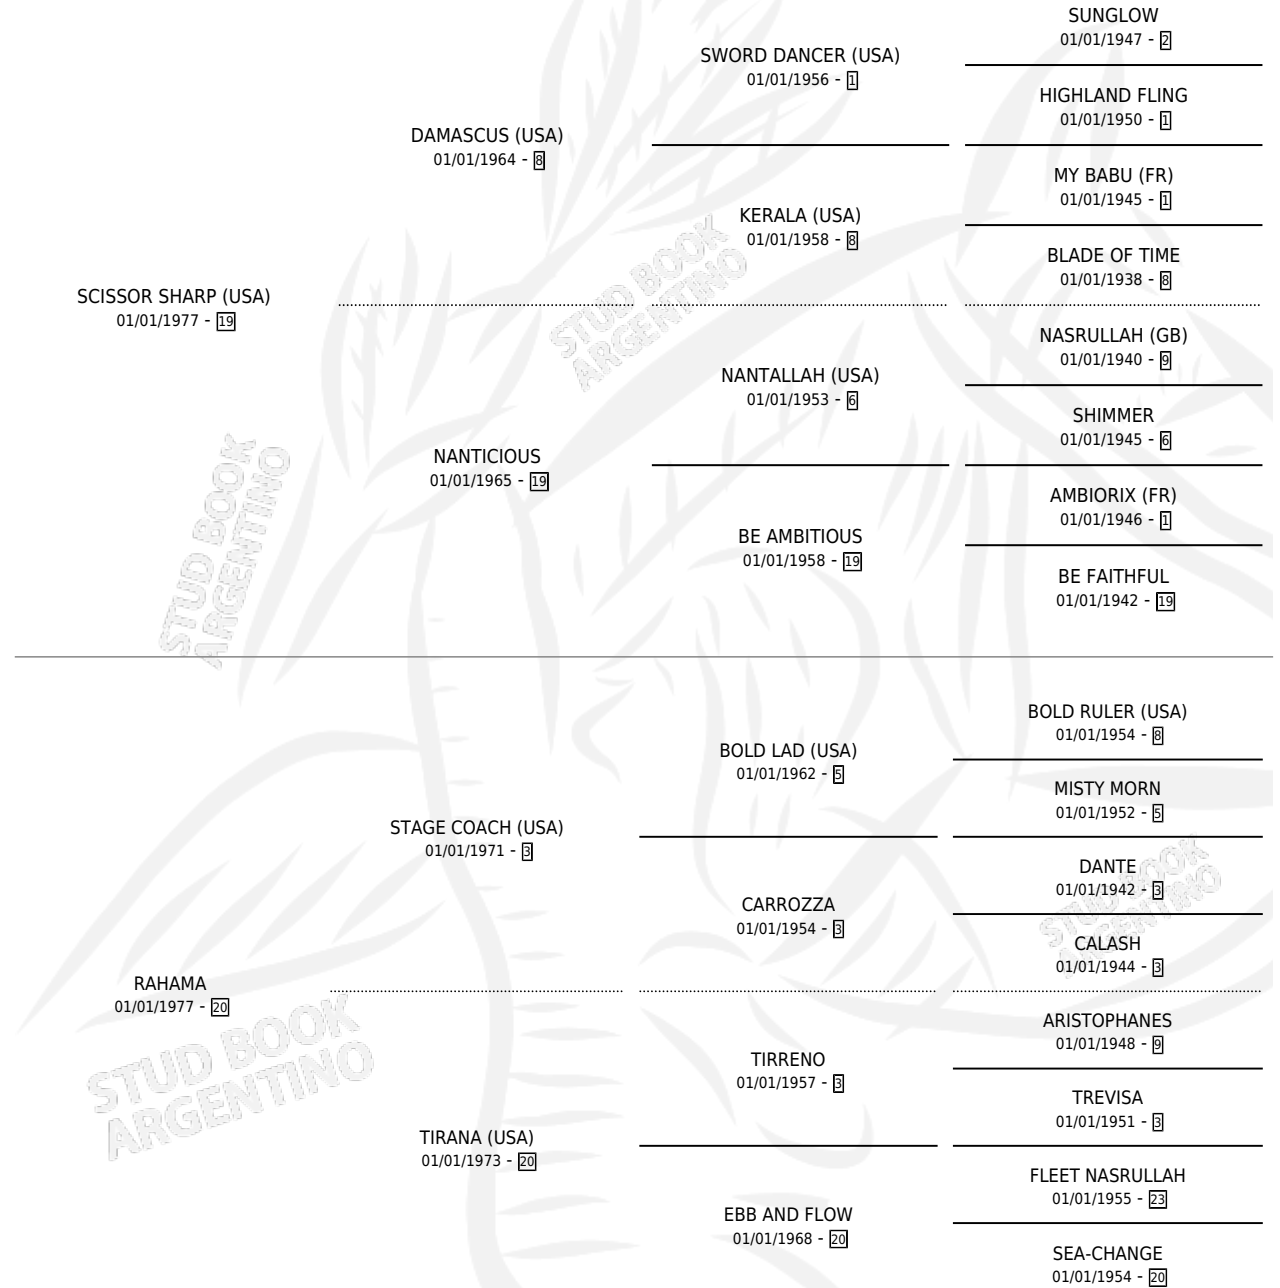 SUNGLOW
01/01/1947 - 2
SWORD DANCER (USA)
01/01/1956 - 1
HIGHLAND FLING
01/01/1950 - 1
DAMASCUS (USA)
01/01/1964 - 8
MY BABU (FR)
01/01/1945 - 1
KERALA (USA)
01/01/1958 - 8
BLADE OF TIME
01/01/1938 - 8
SCISSOR SHARP (USA)
01/01/1977 - 19
STUD BOOK
ARGENTINO
NASRULLAH (GB)
01/01/1940 - 9
NANTALLAH (USA)
01/01/1953 - 6
SHIMMER
01/01/1945 - 6
NANTICIOUS
01/01/1965 - 19
AMBIORIX (FR)
01/01/1946 - 1
BE AMBITIOUS
01/01/1958 - 19
BE FAITHFUL
01/01/1942 - 19
STUD BOOK
ARGENTINO
BOLD RULER (USA)
01/01/1954 - 8
BOLD LAD (USA)
01/01/1962 - 5
MISTY MORN
01/01/1952 - 5
STAGE COACH (USA)
01/01/1971 - 3
DANTE
01/01/1942 - 3
CARROZZA
01/01/1954 - 3
CALASH
01/01/1944 - 3
STUD BOOK
ARGENTINO
RAHAMA
01/01/1977 - 20
ARISTOPHANES
01/01/1948 - 9
TIRRENO
01/01/1957 - 3
TREVISA
01/01/1951 - 3
STUD BOOK
ARGENTINO
TIRANA (USA)
01/01/1973 - 20
FLEET NASRULLAH
01/01/1955 - 23
EBB AND FLOW
01/01/1968 - 20
SEA-CHANGE
01/01/1954 - 20